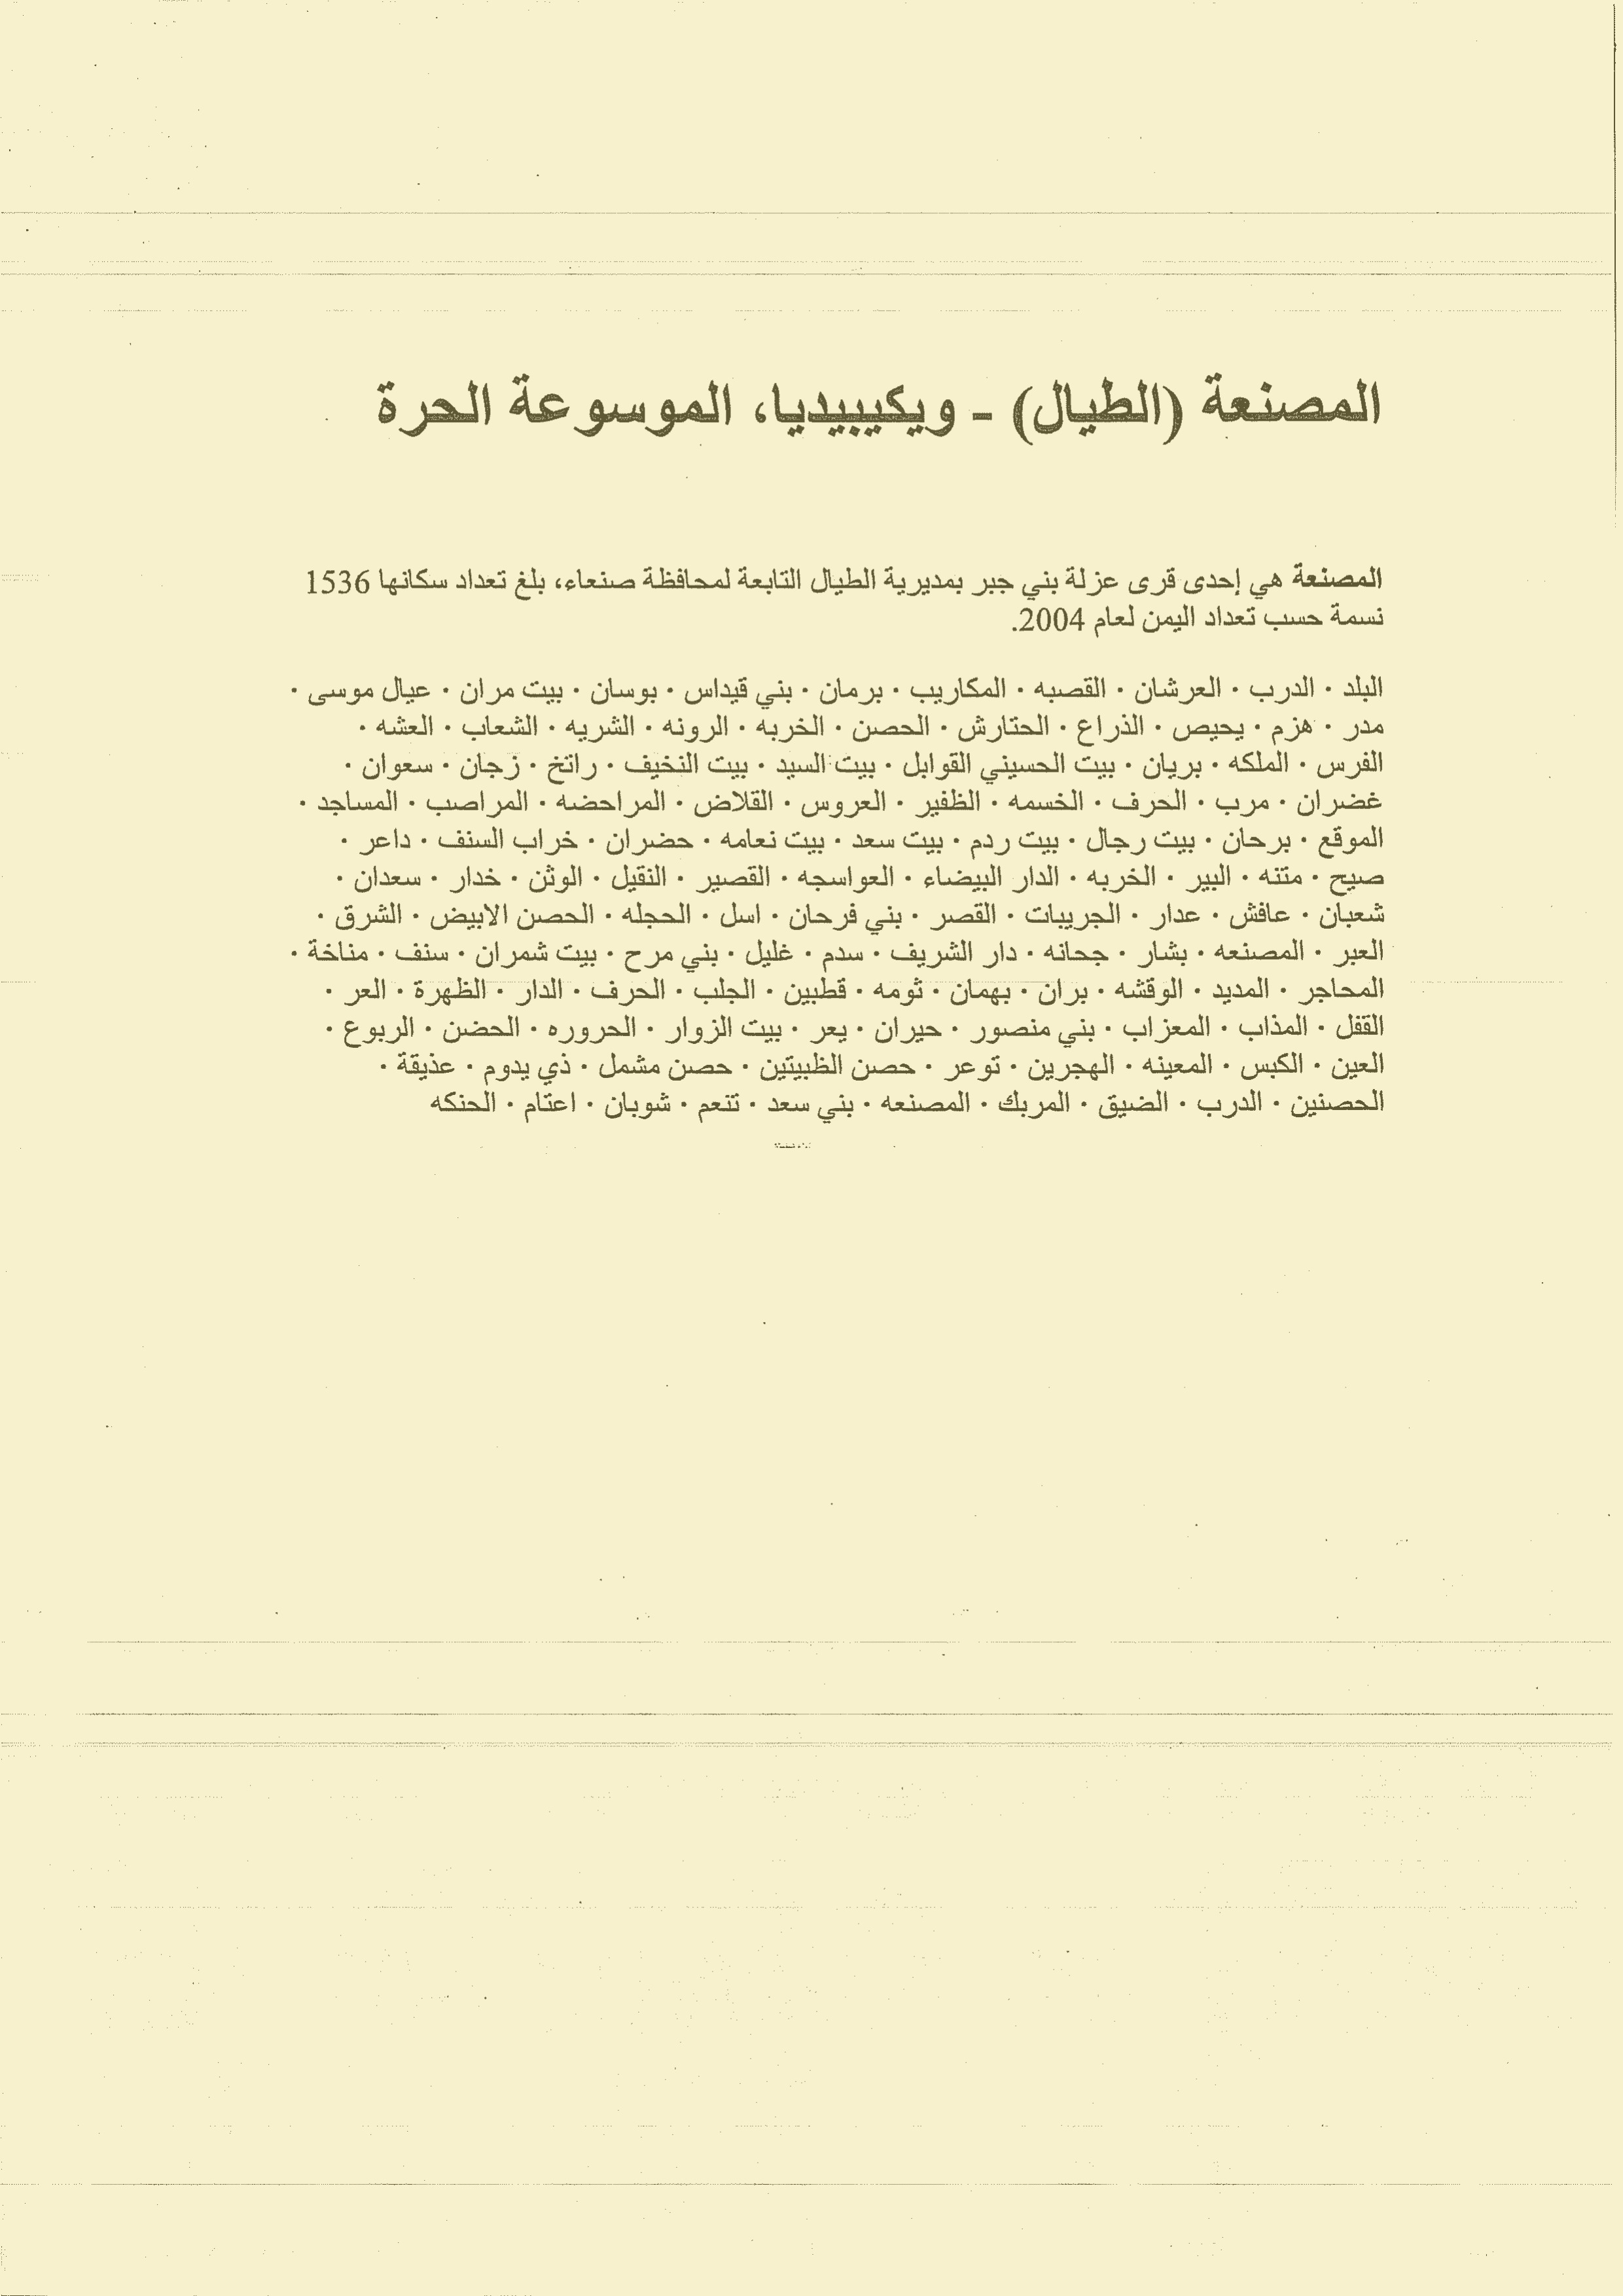 المصنعة (الطيال) - ويكيبيديا، الموسوعة الحرة
المصنعة هي إحدى قرى عزلة بني جبر بمديرية الطيال التابعة لمحافظة صنعاء، بلغ تعداد سكانها 1536
نسمة حسب تعداد اليمن لعام 2004.
البلد · الدرب · العرشان · القصبه · المكاريب · برمان · بني قيداس · بوسان · بيت مران · عيال موسى ·
مدر · هزم · يحيص · الذراع · الحتارش · الحصن · الخربه · الرونه · الشريه · الشعاب · العشه ·
الفرس · الملكه · بريان · بيت الحسيني القوابل · بيت السيد · بيت النخيف · راتخ · زجان · سعوان ·
غضران · مرب · الحرف · الخسمه · الظفير · العروس · القلاض · المراحضه · المراصب · المساجد ·
الموقع · برحان · بيت رجال · بيت ردم · بيت سعد · بيت نعامه · حضران · خراب السنف · داعر ·
صيح · متنه · البير · الخربه · الدار البيضاء · العواسجه · القصير · النقيل · الوثن · خدار · سعدان ·
شعبان · عافش · عدار · الجريبات · القصر · بني فرحان · اسل · الحجله · الحصن الابيض · الشرق ·
العبر · المصنعه · بشار · جحانه · دار الشريف · سدم · غليل · بني مرح · بيت شمران · سنف · مناخة ·
المحاجر · المديد · الوقشه · بران · بهمان · ثومه · قطبين · الجلب · الحرف · الدار · الظهرة · العر ·
القفل · المذاب · المعزاب · بني منصور · حيران · يعر · بيت الزوار · الحروره · الحضن · الربوع ·
العين · الكبس · المعينه · الهجرين · توعر · حصن الظبيتين · حصن مشمل · ذي يدوم · عذيقة ·
الحصنين · الدرب · الضيق · المربك · المصنعه · بني سعد · تنعم · شوبان · اعتام · الحنكه